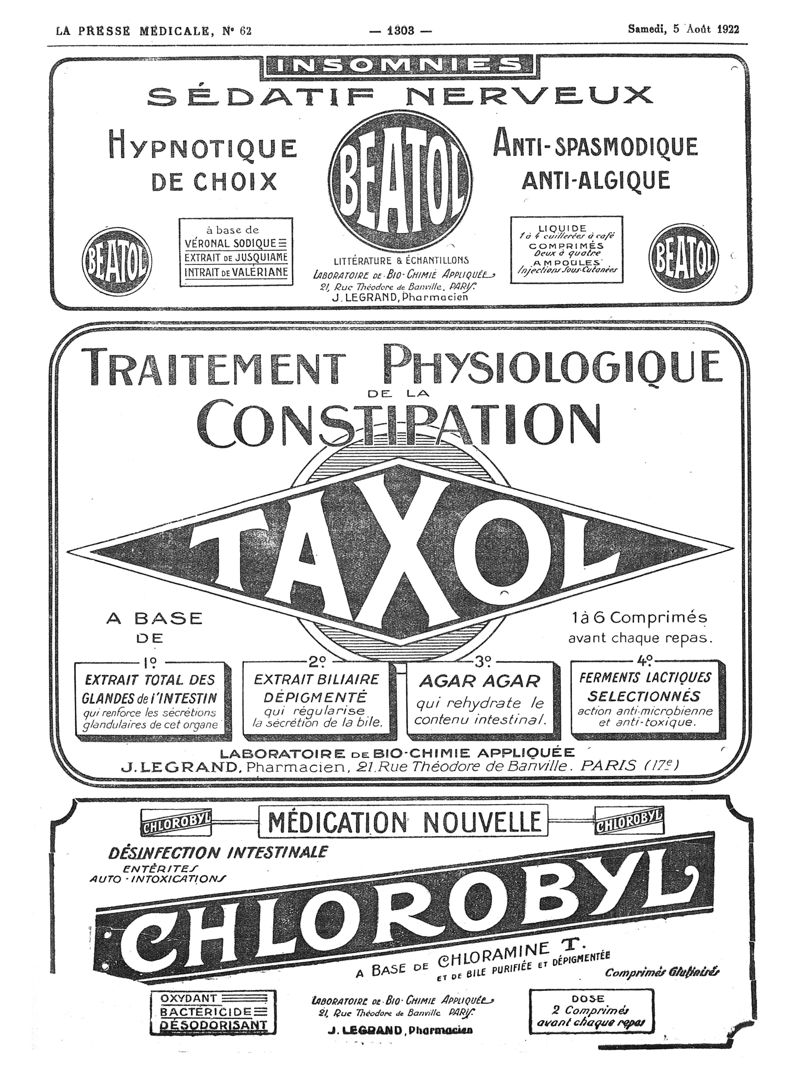 LA PRESSE MÉDICALE, N° 62 — 1303 — Samedi, 5 Août 1922
INSOMNIES
SÉDATIF NERVEUX
HYPNOTIQUE
DE CHOIX
BEATOL
ANTI-SPASMODIQUE
ANTI-ALGIQUE
BEATOL
à base de
VÉRONAL SODIQUE
EXTRAIT DE JUSQUIAME
INTRAIT DE VALÉRIANE
LITTÉRATURE & ÉCHANTILLONS
LABORATOIRE DE BIO-CHIMIE APPLIQUÉE
21, Rue Théodore de Banville, PARIS
J. LEGRAND, Pharmacien
LIQUIDE
1 à 4 cuillerées à café
COMPRIMÉS
Deux à quatre
AMPOULES
Injections Sous-Cutanées
BEATOL
TRAITEMENT PHYSIOLOGIQUE
DE LA
CONSTIPATION
TAXOL
A BASE
DE
1 à 6 Comprimés
avant chaque repas.
1º
EXTRAIT TOTAL DES
GLANDES de l'INTESTIN
qui renforce les sécrétions
glandulaires de cet organe
2º
EXTRAIT BILIAIRE
DÉPIGMENTÉ
qui régularise
la sécrétion de la bile.
3º
AGAR AGAR
qui rehydrate le
contenu intestinal.
4º
FERMENTS LACTIQUES
SELECTIONNÉS
action anti-microbienne
et anti-toxique.
LABORATOIRE DE BIO-CHIMIE APPLIQUÉE
J. LEGRAND, Pharmacien, 21. Rue Théodore de Banville. PARIS (17e)
CHLOROBYL
MÉDICATION NOUVELLE
CHLOROBYL
DÉSINFECTION INTESTINALE
ENTÉRITES
AUTO-INTOXICATIONS
CHLOROBYL
A BASE DE CHLORAMINE T.
ET DE BILE PURIFIÉE ET DÉPIGMENTÉE
Comprimés Glutinisés
OXYDANT
BACTÉRICIDE
DÉSODORISANT
LABORATOIRE DE BIO-CHIMIE APPLIQUÉE
21, Rue Théodore de Banville PARIS
J. LEGRAND, Pharmacien
DOSE
2 Comprimés
avant chaque repas